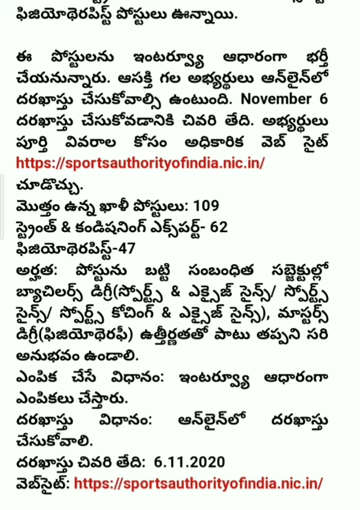 ఫిజియోథెరపిస్ట్ పోస్టులు ఊన్నాయి.
ఈ పోస్టులను ఇంటర్వ్యూ ఆధారంగా భర్తీ
చేయనున్నారు. ఆసక్తి గల అభ్యర్థులు ఆన్‌లైన్‌లో
దరఖాస్తు చేసుకోవాల్సి ఉంటుంది. November 6
దరఖాస్తు చేసుకోవడానికి చివరి తేది. అభ్యర్థులు
పూర్తి వివరాల కోసం అధికారిక వెబ్ సైట్
https://sportsauthorityofindia.nic.in/
చూడొచ్చు.
మొత్తం ఉన్న ఖాళీ పోస్టులు: 109
స్ట్రెంత్ & కండిషనింగ్ ఎక్స్‌పర్ట్- 62
ఫిజియోథెరపిస్ట్-47
అర్హత: పోస్టును బట్టి సంబంధిత సబ్జెక్టుల్లో
బ్యాచిలర్స్ డిగ్రీ(స్పోర్ట్స్ & ఎక్సైజ్ సైన్స్/ స్పోర్ట్స్
సైన్స్/ స్పోర్ట్స్ కోచింగ్ & ఎక్సైజ్ సైన్స్), మాస్టర్స్
డిగ్రీ(ఫిజియోథెరఫీ) ఉత్తీర్ణతతో పాటు తప్పని సరి
అనుభవం ఉండాలి.
ఎంపిక చేసే విధానం: ఇంటర్వ్యూ ఆధారంగా
ఎంపికలు చేస్తారు.
దరఖాస్తు విధానం: ఆన్‌లైన్‌లో దరఖాస్తు
చేసుకోవాలి.
దరఖాస్తు చివరి తేది: 6.11.2020
వెబ్‌సైట్: https://sportsauthorityofindia.nic.in/